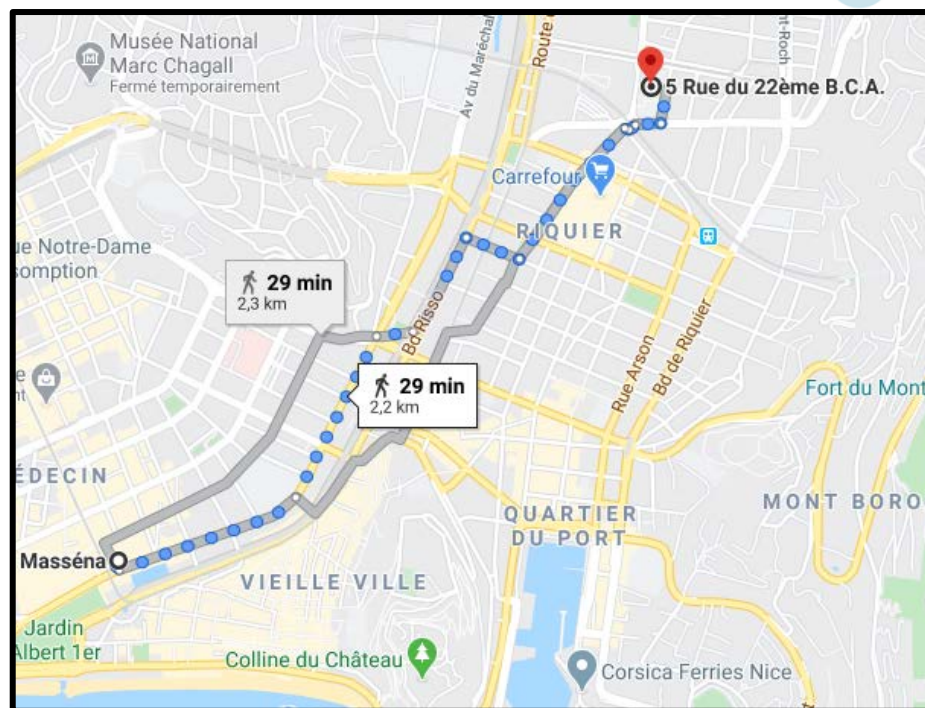 Musée National
Marc Chagall
Fermé temporairement
Av du Maréchal
Route
5 Rue du 22ème B.C.A.
Carrefour
RIQUIER
ue Notre-Dame
somption
29 min
2,3 km
Bd Risso
29 min
2,2 km
Rue Arson
Bd de Riquier
Fort du Mont
ÉDECIN
MONT BORO
QUARTIER
DU PORT
Masséna
VIEILLE VILLE
Jardin
Albert 1er
Colline du Château
Corsica Ferries Nice